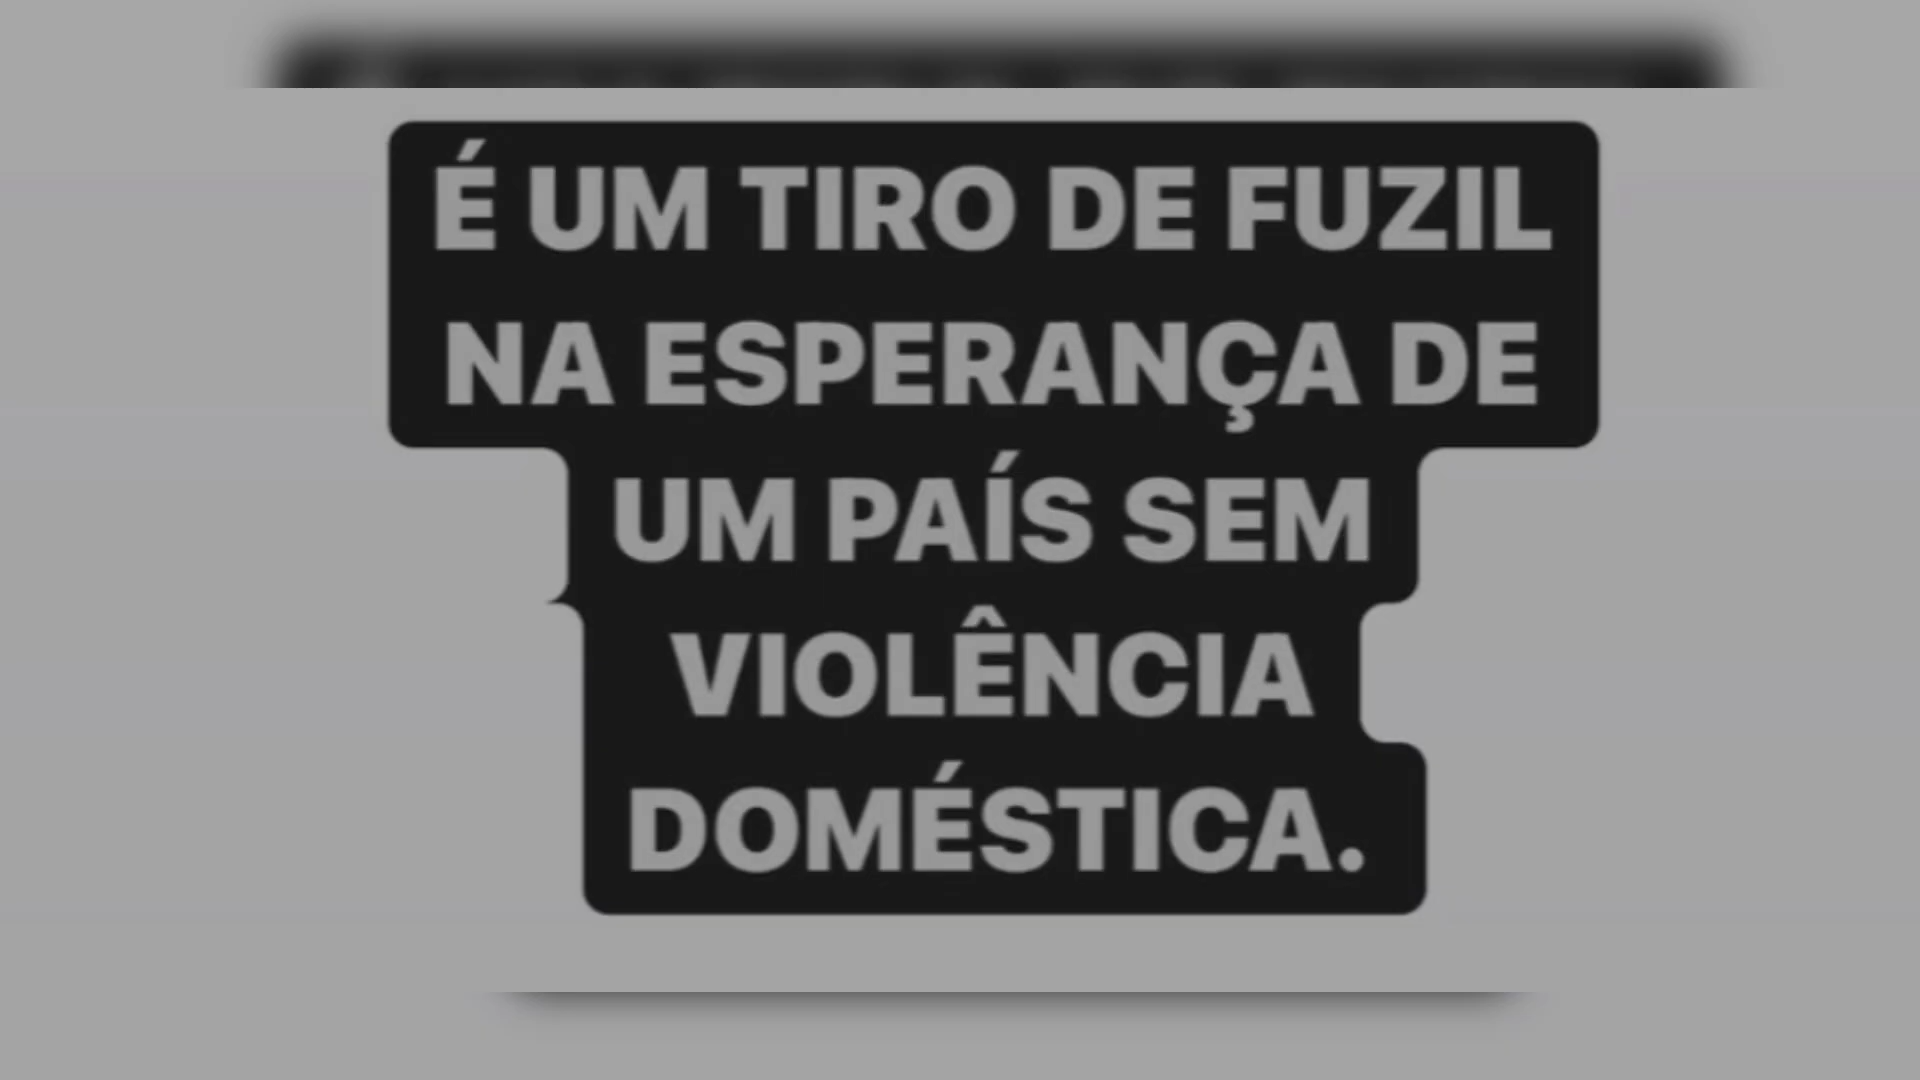 É UM TIRO DE FUZIL
NA ESPERANÇA DE
UM PAÍS SEM
VIOLÊNCIA
DOMÉSTICA.